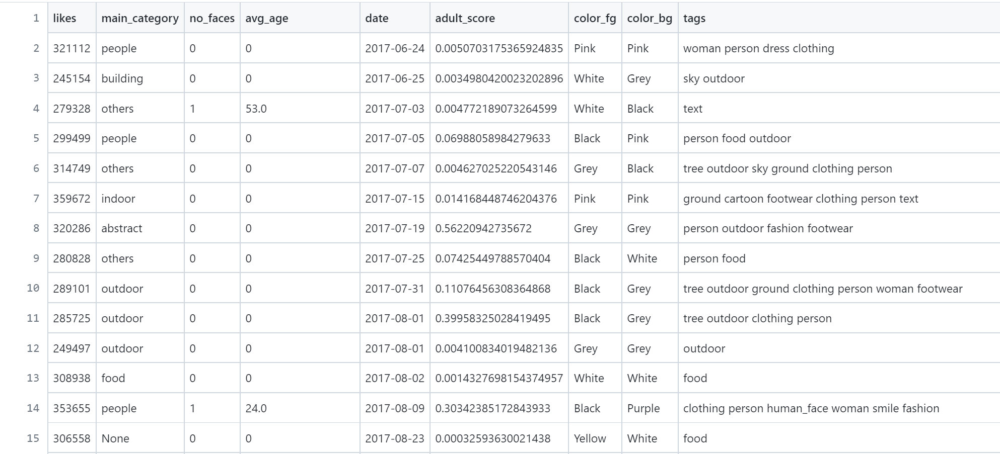 1 likes main_category no_faces avg_age date adult_score color_fg color_bg tags
2 321112 people 0 0 2017-06-24 0.0050703175365924835 Pink Pink woman person dress clothing
3 245154 building 0 0 2017-06-25 0.0034980420023202896 White Grey sky outdoor
4 279328 others 1 53.0 2017-07-03 0.004772189073264599 White Black text
5 299499 people 0 0 2017-07-05 0.06988058984279633 Black Pink person food outdoor
6 314749 others 0 0 2017-07-07 0.004627025220543146 Grey Black tree outdoor sky ground clothing person
7 359672 indoor 0 0 2017-07-15 0.014168448746204376 Pink Pink ground cartoon footwear clothing person text
8 320286 abstract 0 0 2017-07-19 0.56220942735672 Grey Grey person outdoor fashion footwear
9 280828 others 0 0 2017-07-25 0.07425449788570404 Black White person food
10 289101 outdoor 0 0 2017-07-31 0.11076456308364868 Black Grey tree outdoor ground clothing person woman footwear
11 285725 outdoor 0 0 2017-08-01 0.39958325028419495 Black Grey tree outdoor clothing person
12 249497 outdoor 0 0 2017-08-01 0.004100834019482136 Grey Grey outdoor
13 308938 food 0 0 2017-08-02 0.0014327698154374957 White White food
14 353655 people 1 24.0 2017-08-09 0.30342385172843933 Black Purple clothing person human_face woman smile fashion
15 306558 None 0 0 2017-08-23 0.00032593630021438 Yellow White food